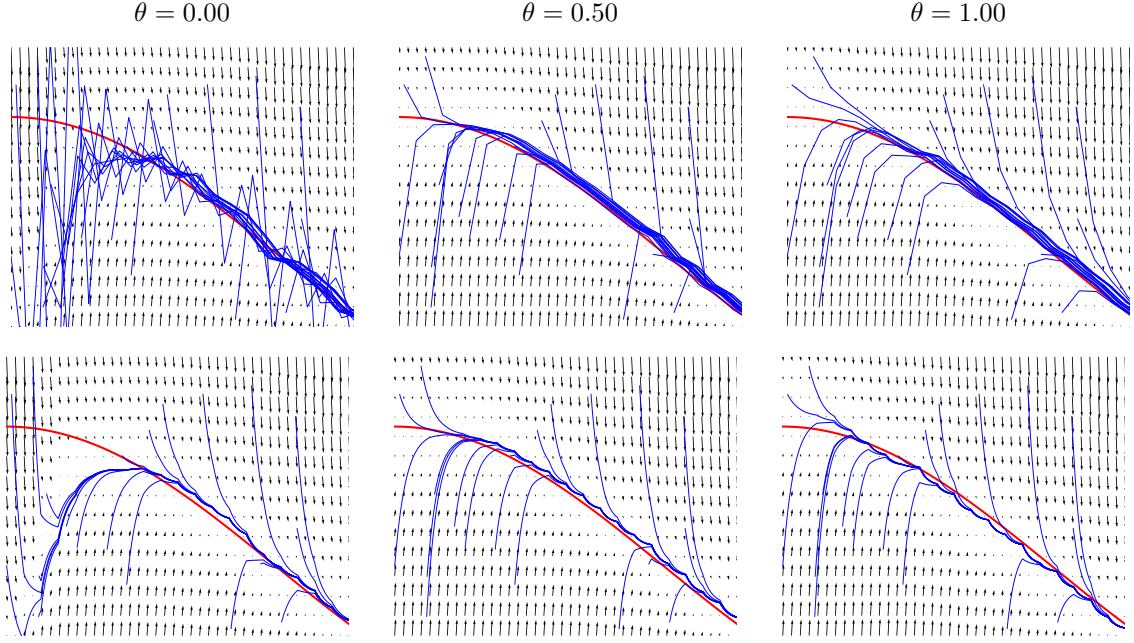 θ = 0.00 θ = 0.50 θ = 1.00